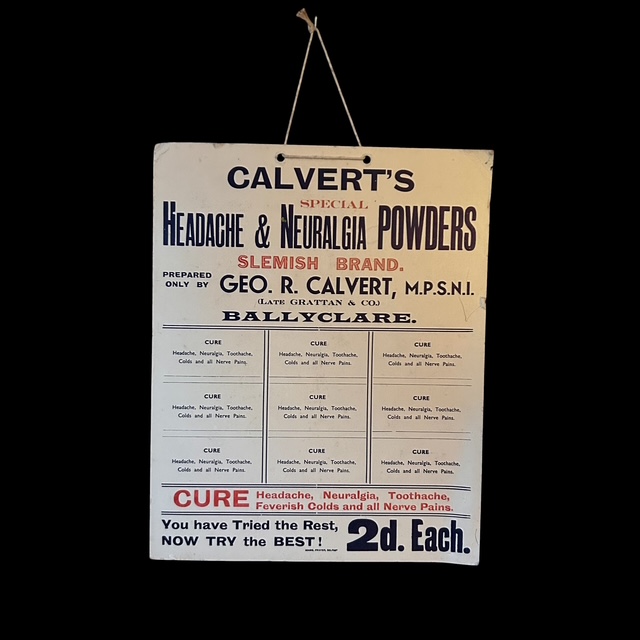 CALVERT'S
SPECIAL
HEADACHE & NEURALGIA POWDERS
SLEMISH BRAND.
PREPARED ONLY BY GEO. R. CALVERT, M.P.S.N.I.
(LATE GRATTAN & CO.)
BALLYCLARE.
CURE
Headache, Neuralgia, Toothache,
Colds and all Nerve Pains.
CURE
Headache, Neuralgia, Toothache,
Colds and all Nerve Pains.
CURE
Headache, Neuralgia, Toothache,
Colds and all Nerve Pains.
CURE
Headache, Neuralgia, Toothache,
Colds and all Nerve Pains.
CURE
Headache, Neuralgia, Toothache,
Colds and all Nerve Pains.
CURE
Headache, Neuralgia, Toothache,
Colds and all Nerve Pains.
CURE
Headache, Neuralgia, Toothache,
Colds and all Nerve Pains.
CURE
Headache, Neuralgia, Toothache,
Colds and all Nerve Pains.
CURE
Headache, Neuralgia, Toothache,
Colds and all Nerve Pains.
CURE Headache, Neuralgia, Toothache,
Feverish Colds and all Nerve Pains.
You have Tried the Rest,
NOW TRY the BEST!
2d. Each.